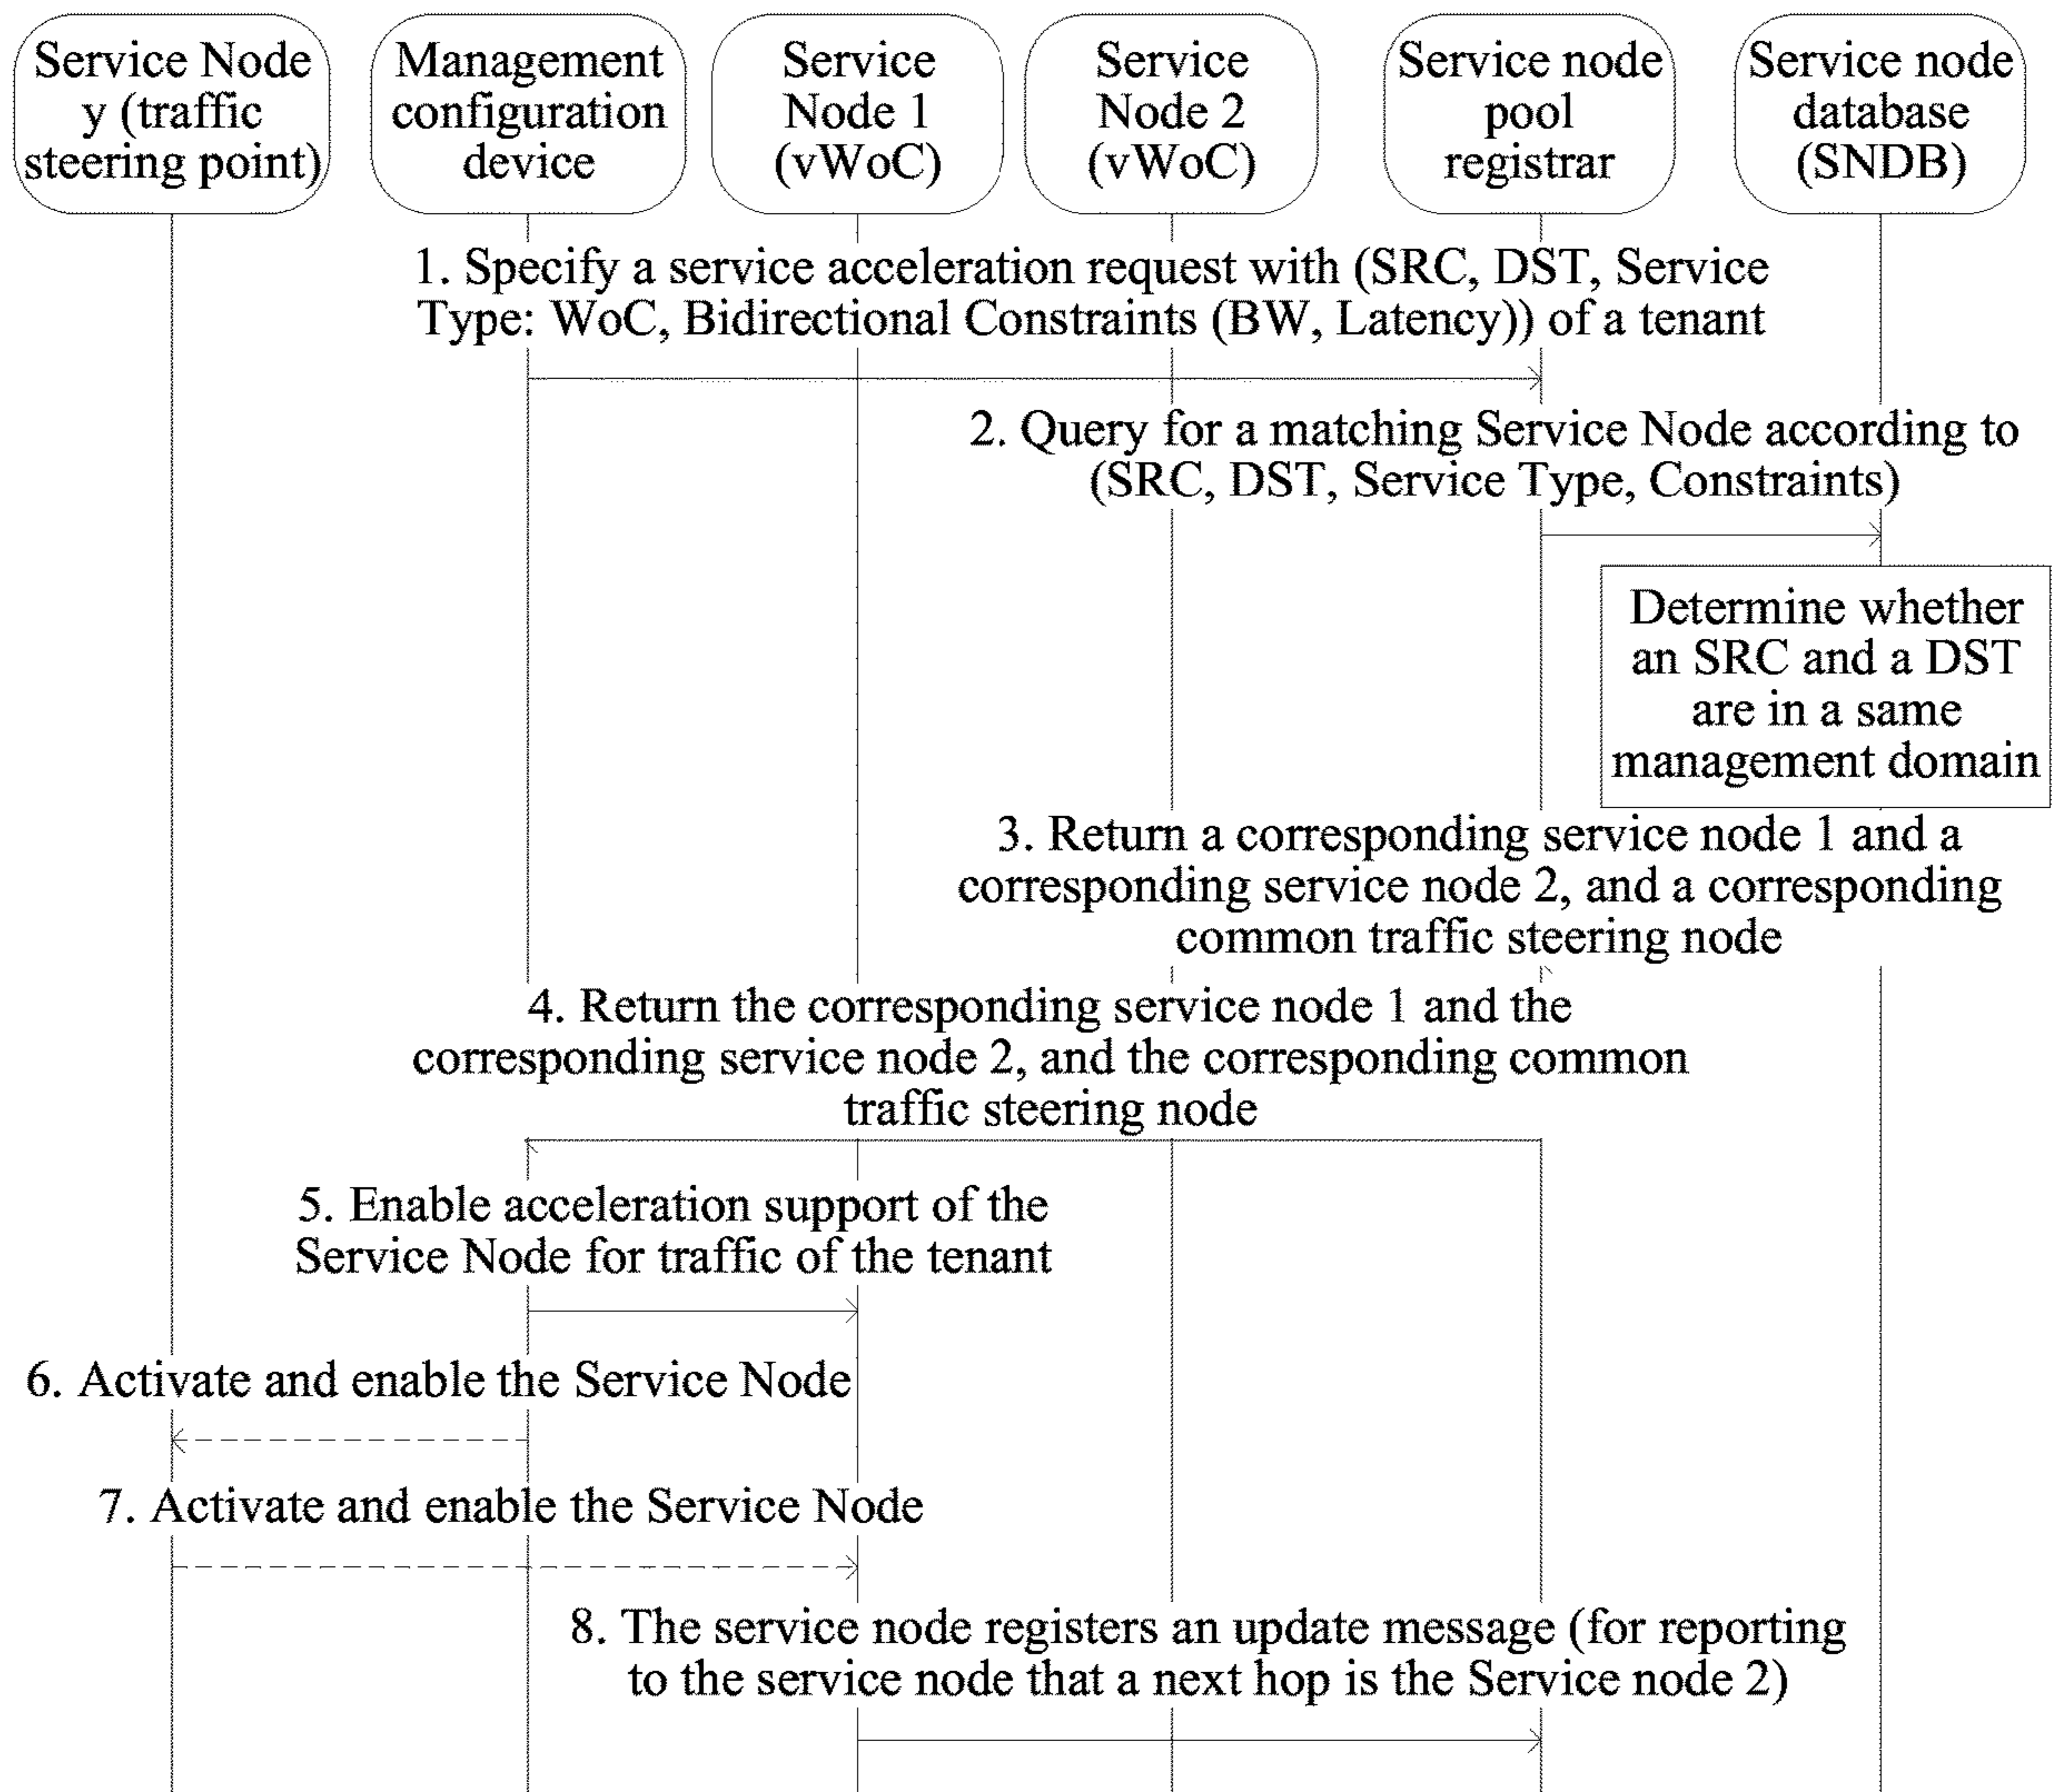 Service Node
y (traffic
steering point)
Management
configuration
device
Service
Node 1
(vWoC)
Service
Node 2
(vWoC)
Service node
pool
registrar
Service node
database
(SNDB)
1. Specify a service acceleration request with (SRC, DST, Service
Type: WoC, Bidirectional Constraints (BW, Latency)) of a tenant
2. Query for a matching Service Node according to
(SRC, DST, Service Type, Constraints)
Determine whether
an SRC and a DST
are in a same
management domain
3. Return a corresponding service node 1 and a
corresponding service node 2, and a corresponding
common traffic steering node
4. Return the corresponding service node 1 and the
corresponding service node 2, and the corresponding common
traffic steering node
5. Enable acceleration support of the
Service Node for traffic of the tenant
6. Activate and enable the Service Node
7. Activate and enable the Service Node
8. The service node registers an update message (for reporting
to the service node that a next hop is the Service node 2)